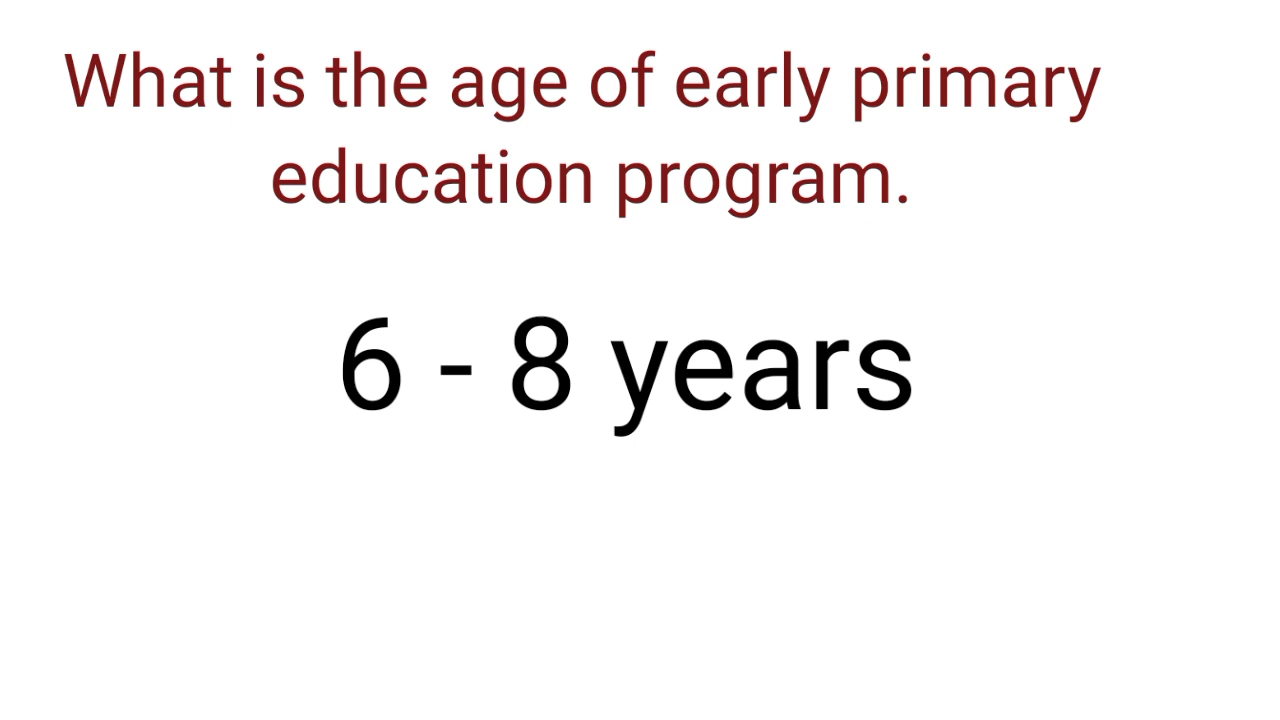 What is the age of early primary
education program.
6 - 8 years